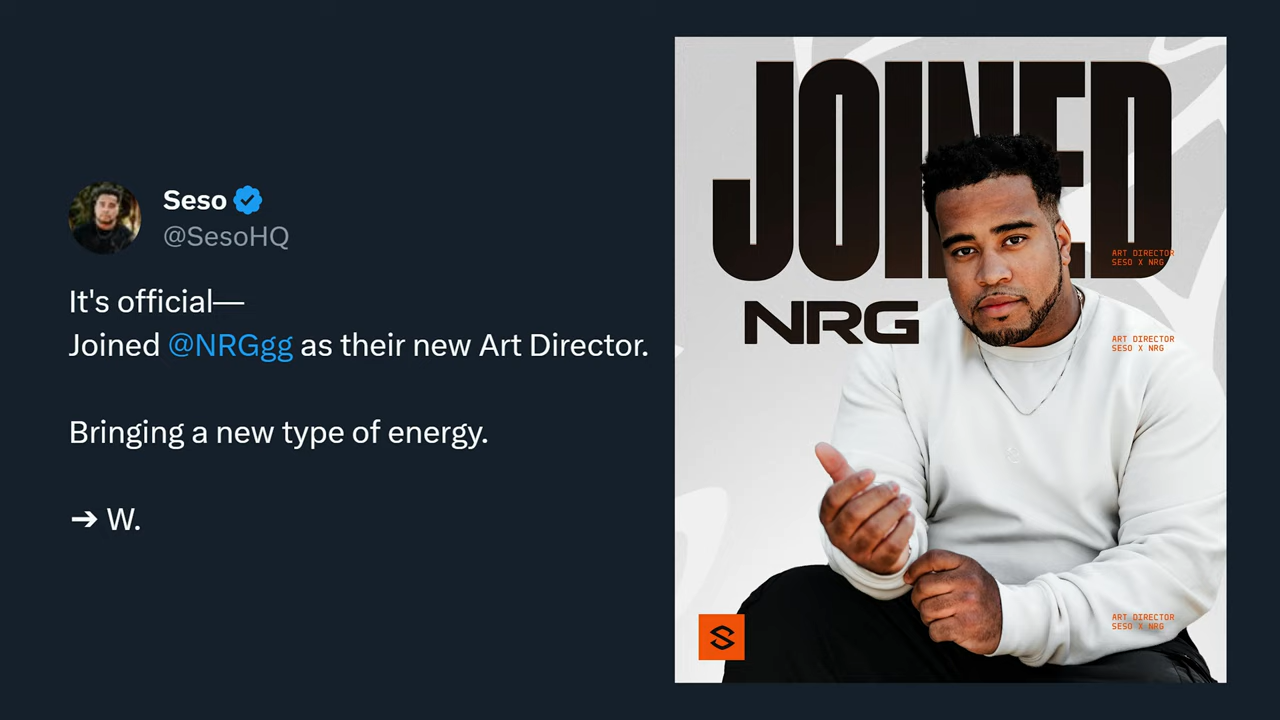 Seso
@SesoHQ
It's official—
Joined @NRGgg as their new Art Director.
Bringing a new type of energy.
➔ W.
JOINED
NRG
ART DIRECTOR
SESO X NRG
ART DIRECTOR
SESO X NRG
ART DIRECTOR
SESO X NRG